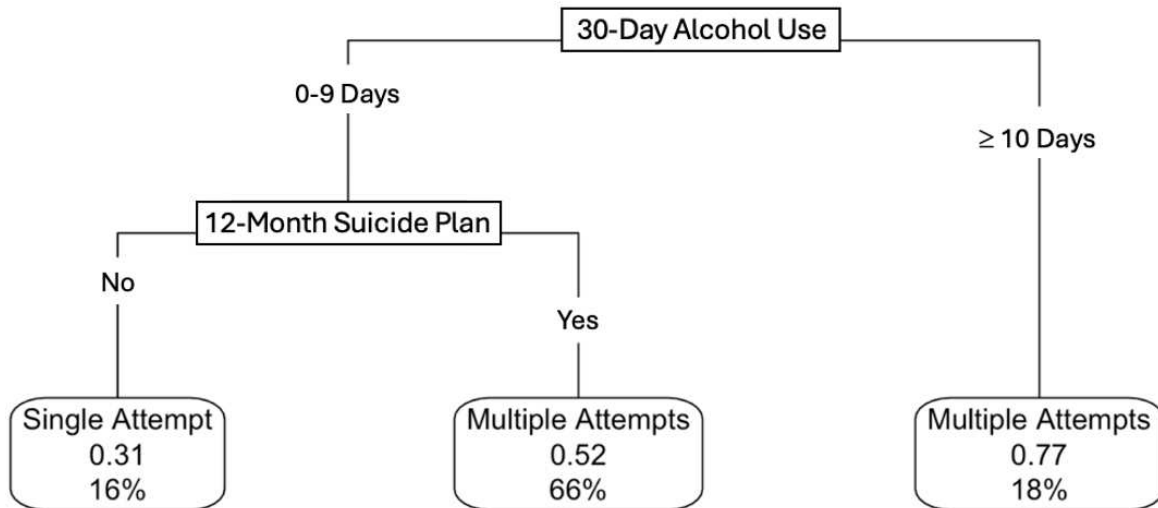 30-Day Alcohol Use
0-9 Days
≥ 10 Days
12-Month Suicide Plan
No
Yes
Single Attempt
0.31
16%
Multiple Attempts
0.52
66%
Multiple Attempts
0.77
18%